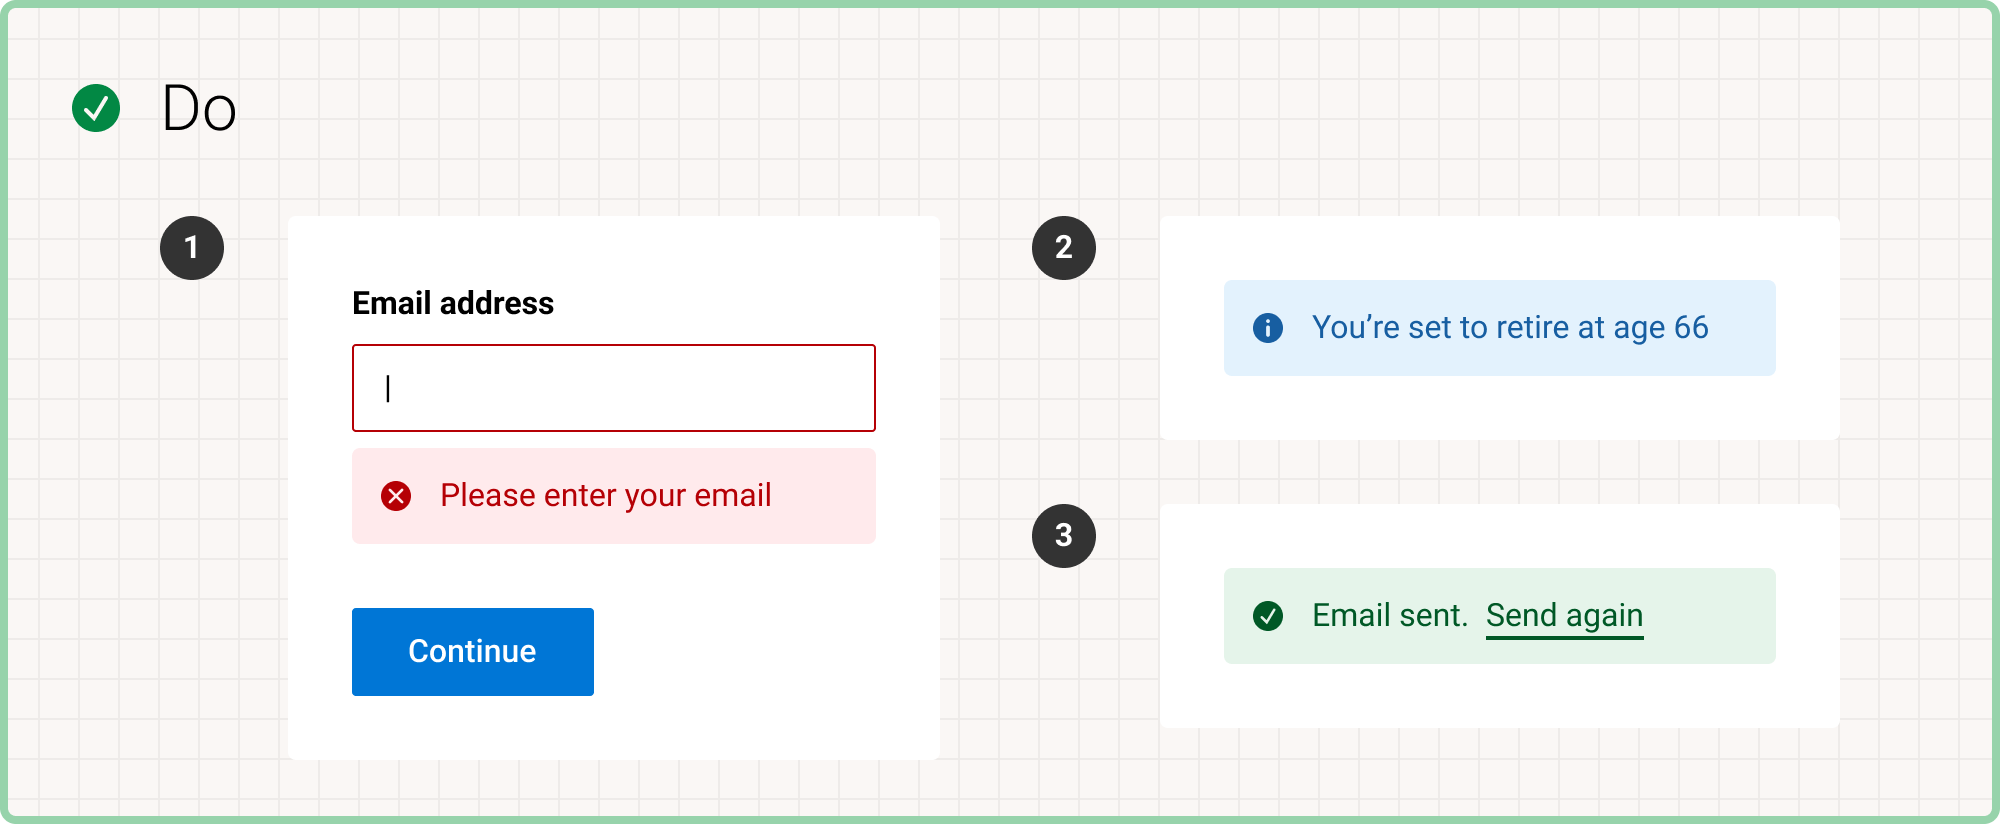 Do
1
Email address
Please enter your email
Continue
2
You’re set to retire at age 66
3
Email sent. Send again